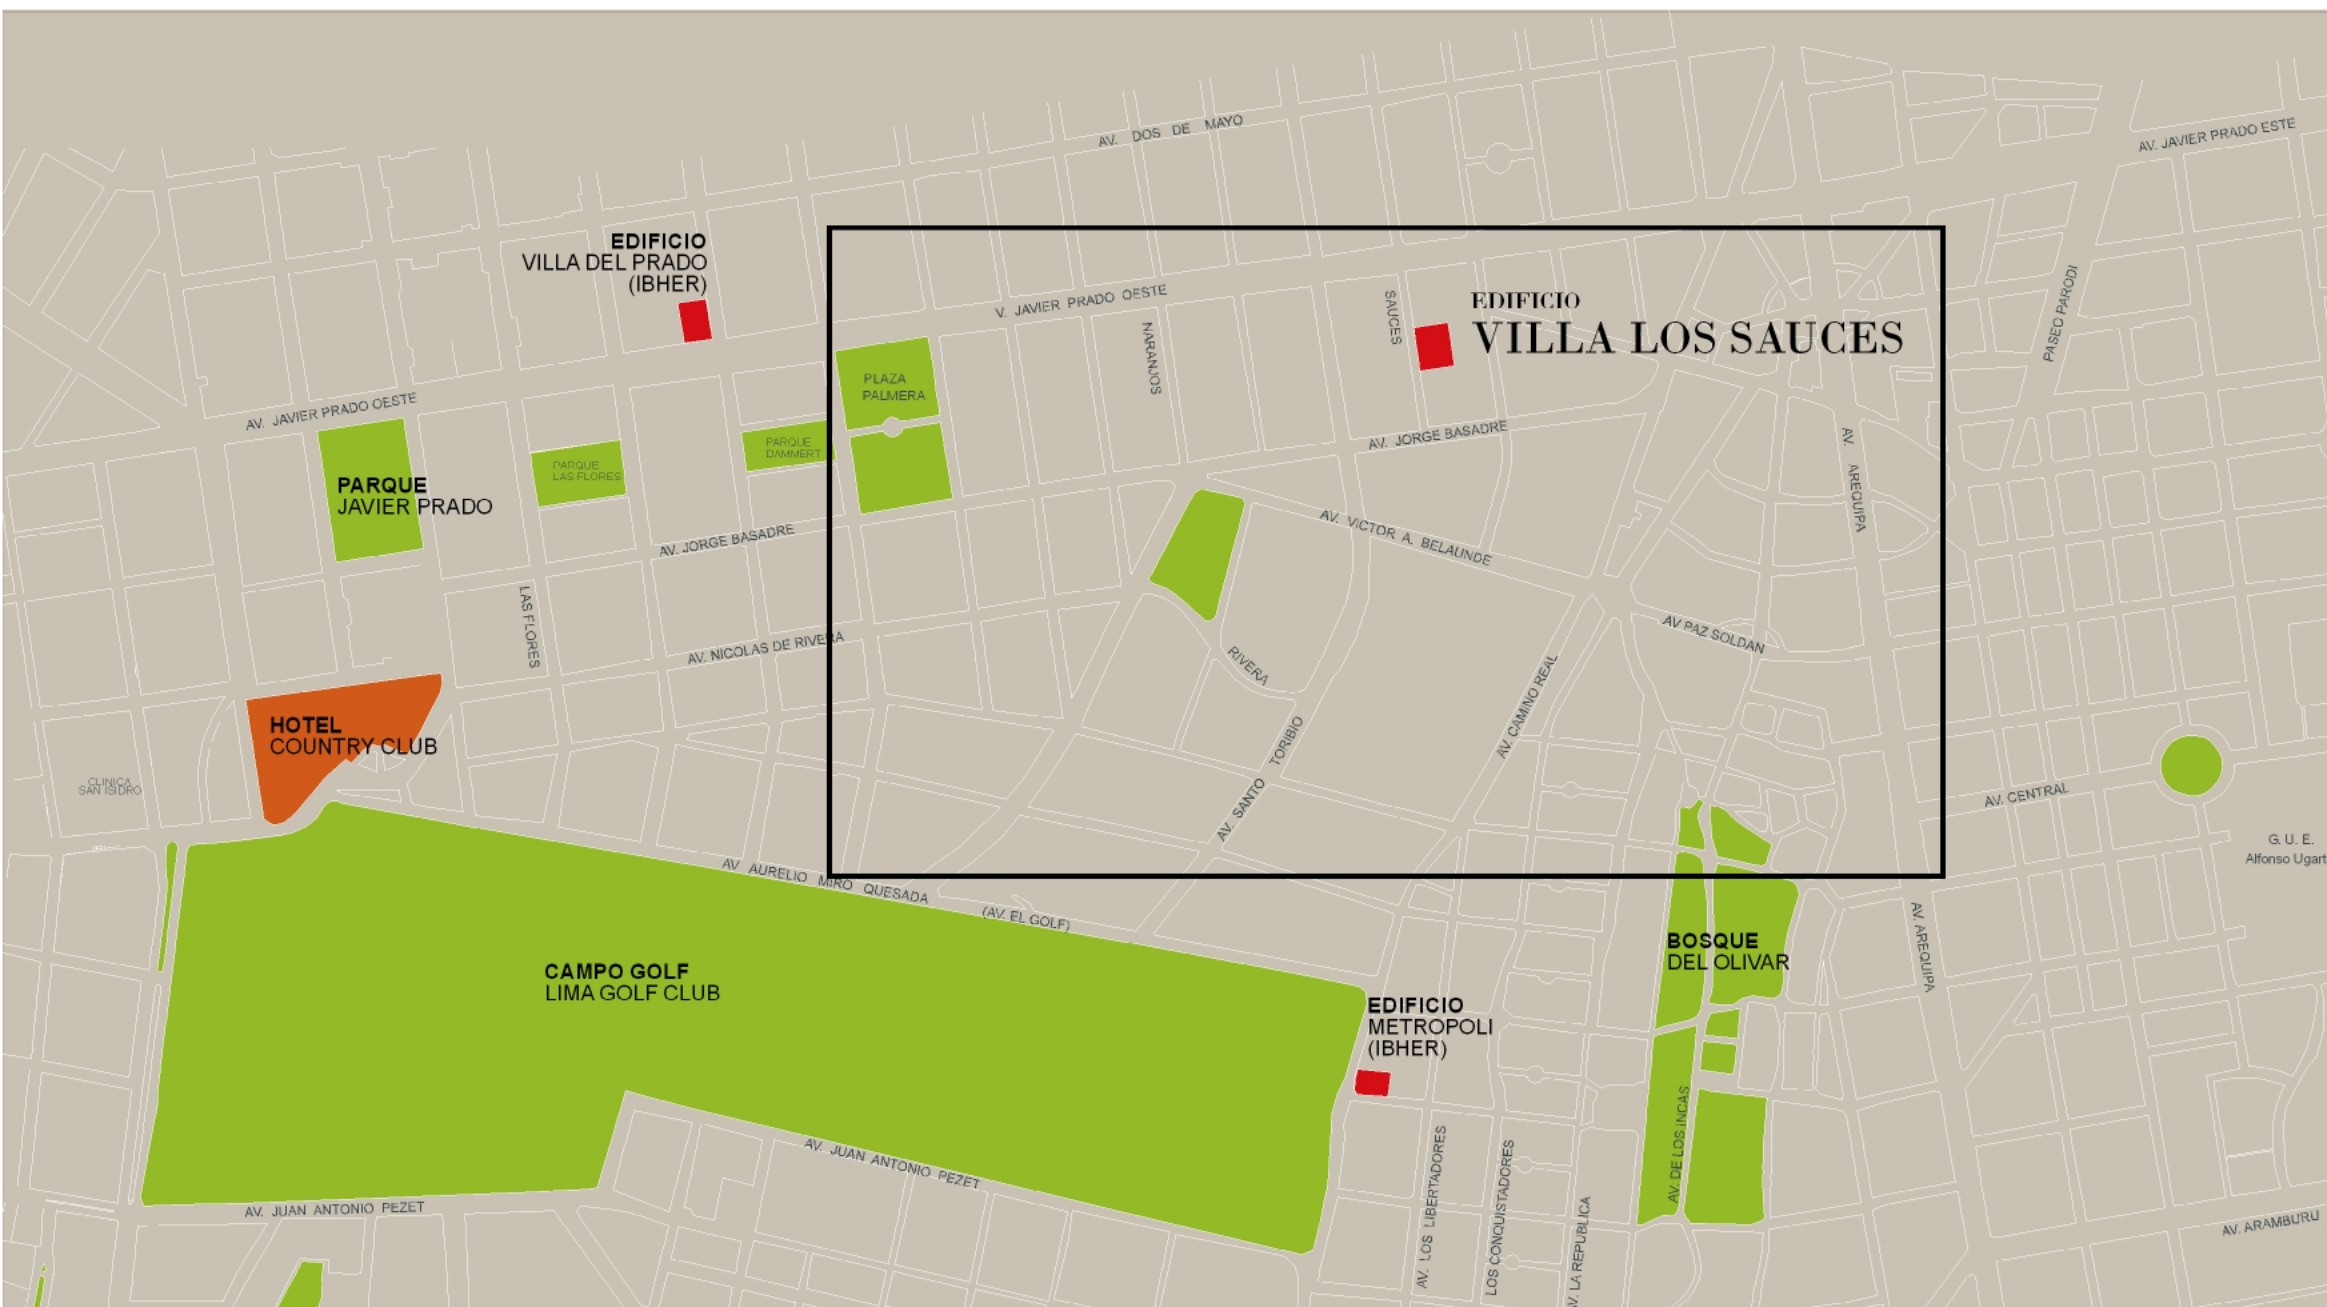 AV. DOS DE MAYO
AV. JAVIER PRADO ESTE
EDIFICIO
VILLA DEL PRADO
(IBHER)
V. JAVIER PRADO OESTE
NARANJOS
SAUCES
EDIFICIO
VILLA LOS SAUCES
PASEO PARODI
PLAZA
PALMERA
AV. JAVIER PRADO OESTE
PARQUE
JAVIER PRADO
PARQUE
LAS FLORES
PARQUE
DAMMERT
AV. JORGE BASADRE
AV. JORGE BASADRE
AV. AREQUIPA
AV. VICTOR A. BELAUNDE
LAS FLORES
AV. NICOLAS DE RIVERA
RIVERA
AV PAZ SOLDAN
AV. CAMINO REAL
AV. SANTO TORIBIO
HOTEL
COUNTRY CLUB
CLINICA
SAN ISIDRO
AV. CENTRAL
G. U. E.
Alfonso Ugart
AV AURELIO MIRO QUESADA
(AV. EL GOLF)
AV. AREQUIPA
BOSQUE
DEL OLIVAR
CAMPO GOLF
LIMA GOLF CLUB
EDIFICIO
METROPOLI
(IBHER)
AV. JUAN ANTONIO PEZET
AV. JUAN ANTONIO PEZET
AV. LOS LIBERTADORES
LOS CONQUISTADORES
V. LA REPUBLICA
AV. DE LOS INCAS
AV. ARAMBURU